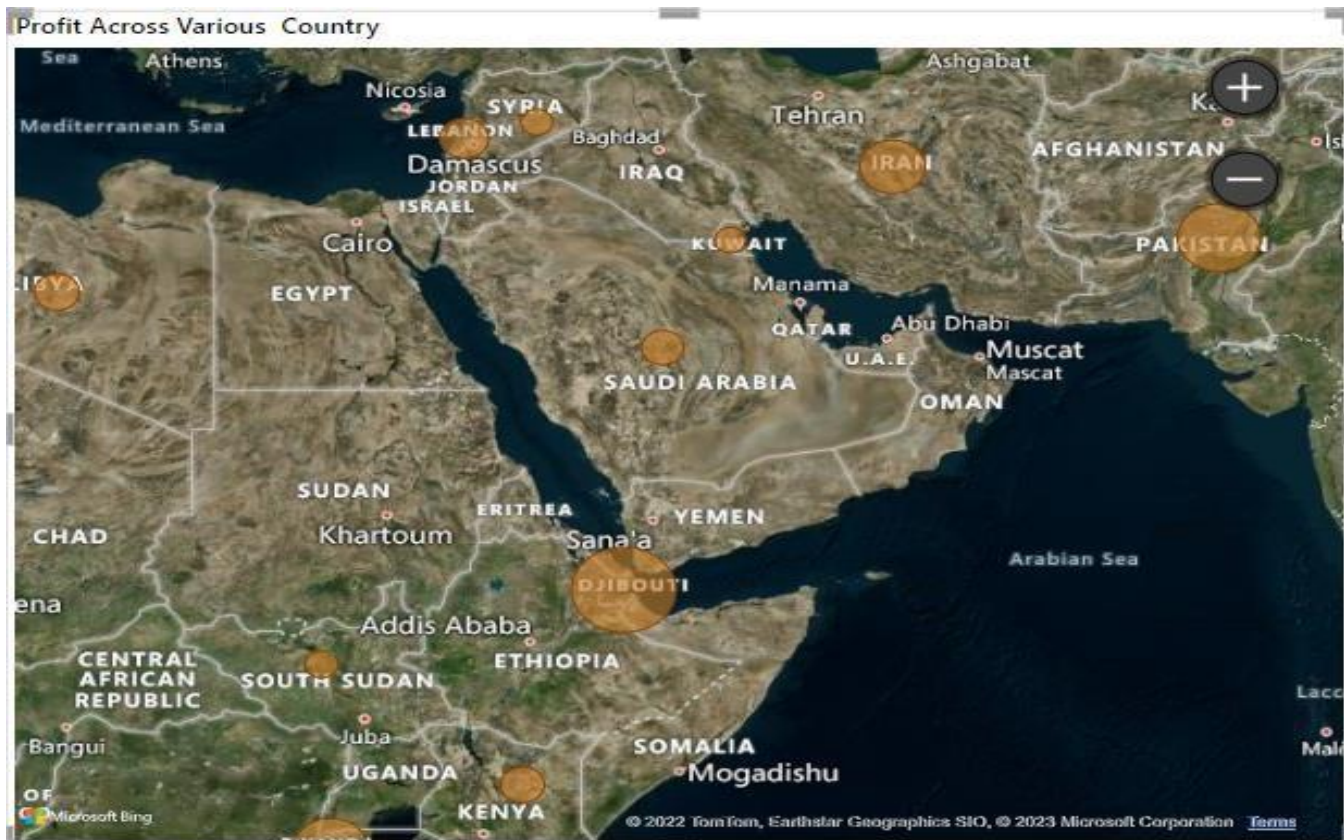 Profit Across Various Country
Sea
Athens
Ashgabat
Nicosia
SYRIA
Tehran
+
Mediterranean Sea
LEBANON
Baghdad
IRAN
AFGHANISTAN
Damascus
IRAQ
JORDAN
ISRAEL
−
Cairo
KUWAIT
PAKISTAN
EGYPT
Manama
QATAR
Abu Dhabi
U.A.E.
Muscat
Mascat
SAUDI ARABIA
OMAN
SUDAN
ERITREA
YEMEN
CHAD
Khartoum
Sana'a
Arabian Sea
DJIBOUTI
Addis Ababa
ETHIOPIA
CENTRAL
AFRICAN
REPUBLIC
SOUTH SUDAN
Juba
Bangui
SOMALIA
UGANDA
Mogadishu
KENYA
OF
Microsoft Bing
© 2022 TomTom, Earthstar Geographics SIO, © 2023 Microsoft Corporation Terms